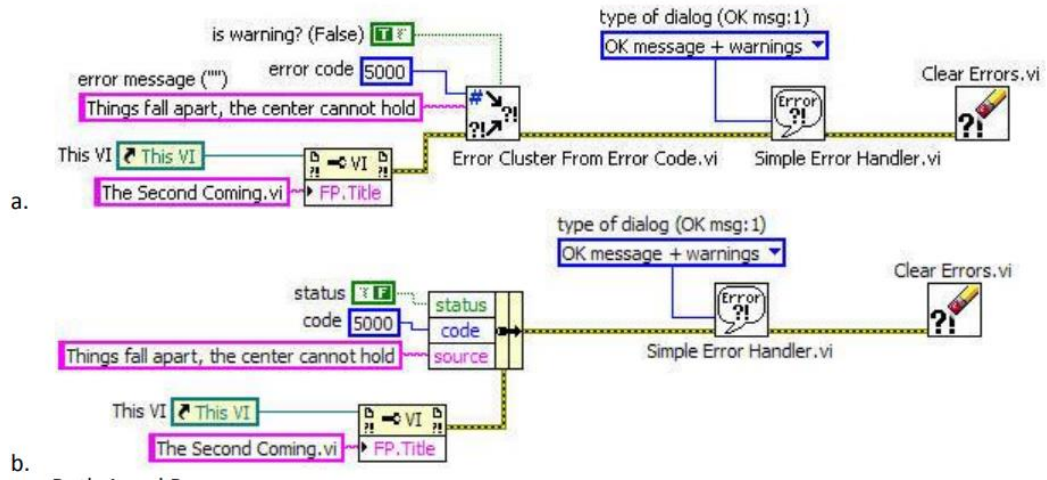 type of dialog (OK msg:1)
is warning? (False) T F
OK message + warnings
error message ("") error code 5000
Clear Errors.vi
Things fall apart, the center cannot hold
# ?! ?!
Error ?!
?!
This VI This VI
VI
Error Cluster From Error Code.vi Simple Error Handler.vi
a. The Second Coming.vi FP.Title
type of dialog (OK msg:1)
OK message + warnings
Clear Errors.vi
status F status
Error ?!
?!
code 5000 code
Things fall apart, the center cannot hold source
Simple Error Handler.vi
This VI This VI
VI
The Second Coming.vi FP.Title
b.